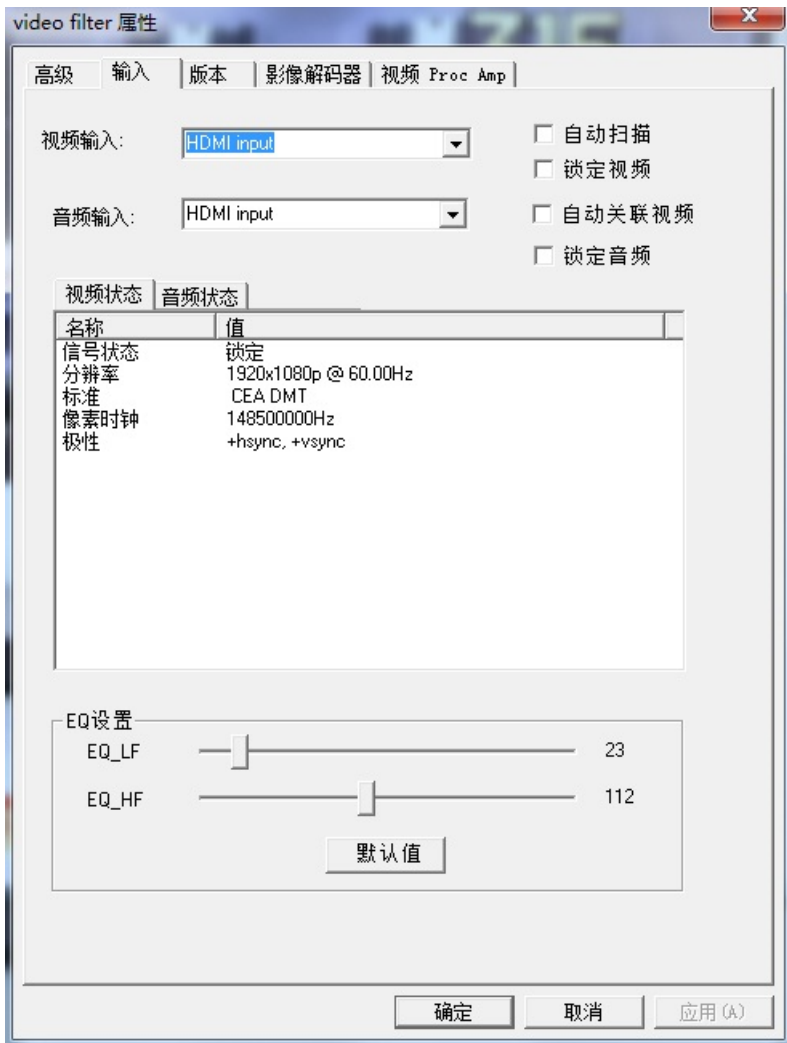 video filter 属性
高级 输入 版本 影像解码器 视频 Proc Amp
视频输入: HDMI input 自动扫描
锁定视频
音频输入: HDMI input 自动关联视频
锁定音频
视频状态 音频状态
名称 值
信号状态 锁定
分辨率 1920x1080p @ 60.00Hz
标准 CEA DMT
像素时钟 148500000Hz
极性 +hsync, +vsync
EQ设置
EQ_LF 23
EQ_HF 112
默认值
确定 取消 应用(A)